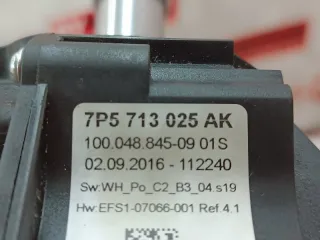 7P5 713 025 AK
100.048.845-09 01S
02.09.2016 - 112240
Sw:WH_Po_C2_B3_04.s19
Hw:EFS1-07066-001 Ref.4.1